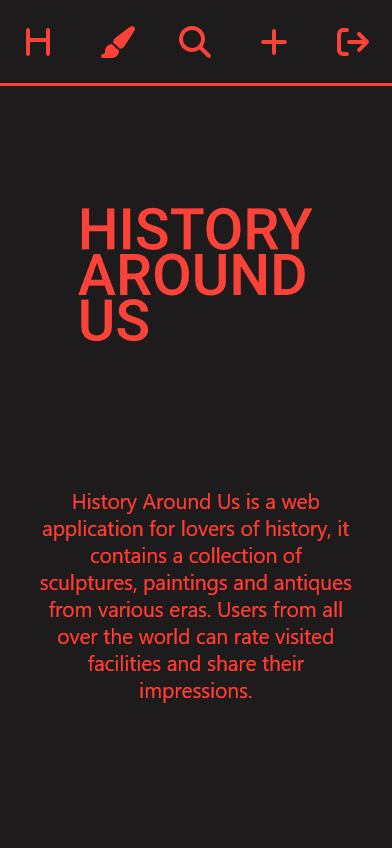 H
HISTORY
AROUND
US
History Around Us is a web
application for lovers of history, it
contains a collection of
sculptures, paintings and antiques
from various eras. Users from all
over the world can rate visited
facilities and share their
impressions.